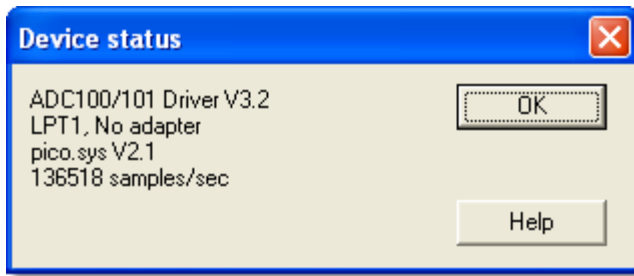 Device status
ADC100/101 Driver V3.2
LPT1, No adapter
pico.sys V2.1
136518 samples/sec
OK
Help